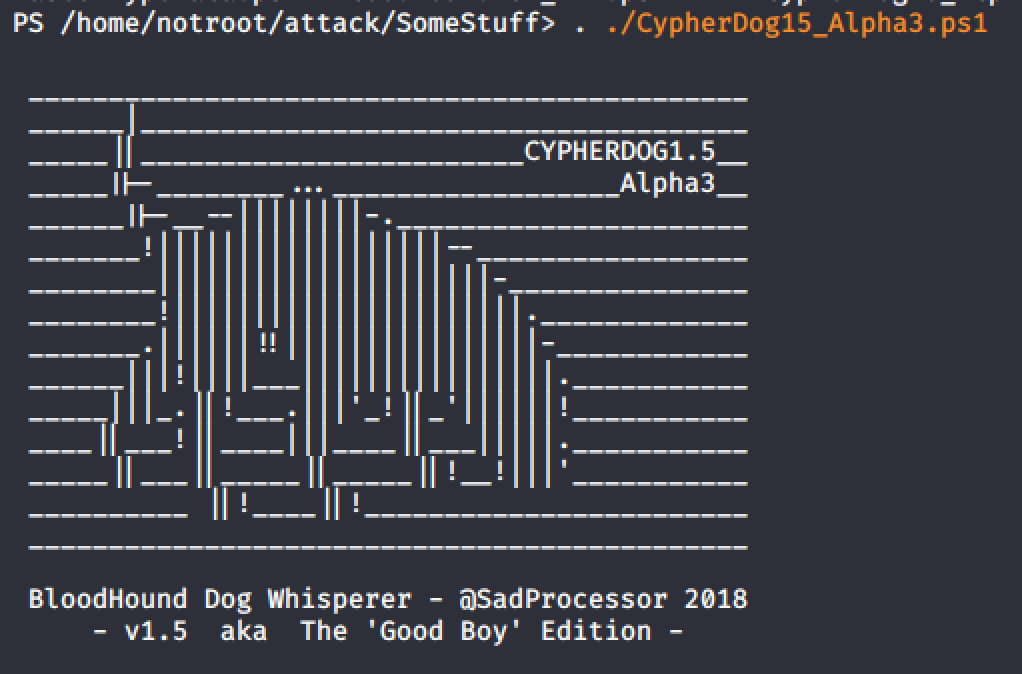 PS /home/notroot/attack/SomeStuff> . ./CypherDog15_Alpha3.ps1
CYPHERDOG1.5
Alpha3
BloodHound Dog Whisperer - @SadProcessor 2018
- v1.5  aka  The 'Good Boy' Edition -